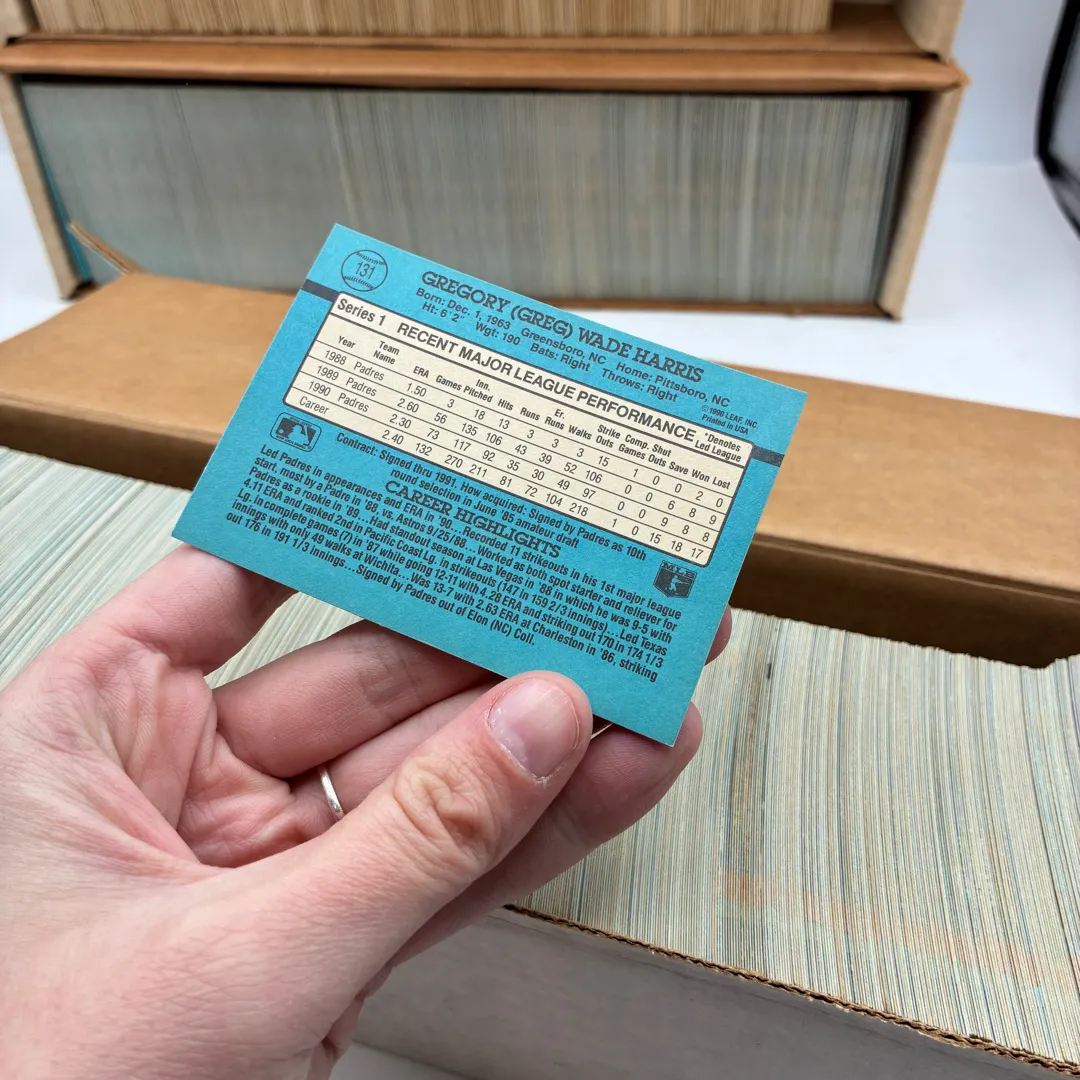 131
GREGORY (GREG) WADE HARRIS
Born: Dec. 1, 1963 Greensboro, NC Home: Pittsboro, NC
Ht: 6' 2" Wgt: 190 Bats: Right Throws: Right
© 1990 LEAF, INC.
Printed in USA
Series 1 RECENT MAJOR LEAGUE PERFORMANCE *Denotes Led League
Year Team Name ERA Games Inn. Pitched Hits Runs Er. Runs Walks Strike Outs Comp. Games Shut Outs Save Won Lost
1988 Padres 1.50 3 18 13 3 3 3 15 1 0 0 2 0
1989 Padres 2.60 56 135 106 43 39 52 106 0 0 6 8 9
1990 Padres 2.30 73 117 92 35 30 49 97 0 0 9 8 8
Career 2.40 132 270 211 81 72 104 218 1 0 15 18 17
Contract: Signed thru 1991. How acquired: Signed by Padres as 10th
round selection in June '85 amateur draft
CAREER HIGHLIGHTS
Led Padres in appearances and ERA in '90...Recorded 11 strikeouts in his 1st major league
start, most by a Padre in '88, vs. Astros 9/25/88...Worked as both spot starter and reliever for
Padres as a rookie in '89...Had standout season at Las Vegas in '88 in which he was 9-5 with
4.11 ERA and ranked 2nd in Pacific Coast Lg. in strikeouts (147 in 159 2/3 innings)...Led Texas
Lg. in complete games (7) in '87 while going 12-11 with 4.28 ERA and striking out 170 in 174 1/3
innings with only 49 walks at Wichita...Was 13-7 with 2.63 ERA at Charleston in '86, striking
out 176 in 191 1/3 innings...Signed by Padres out of Elon (NC) Coll.